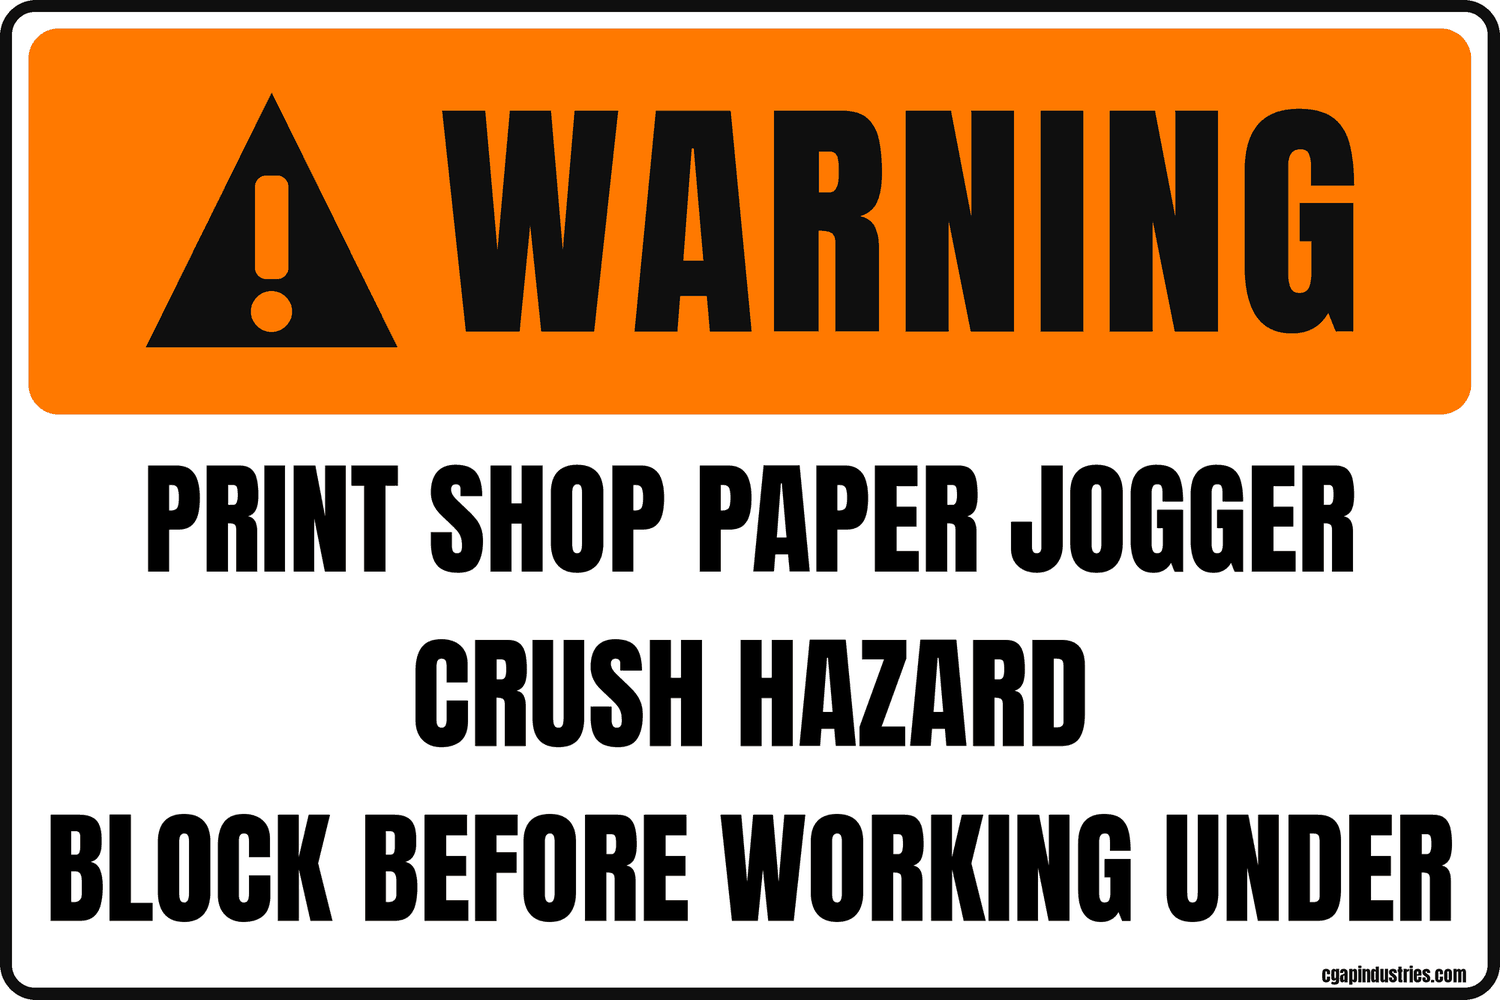 WARNING
PRINT SHOP PAPER JOGGER
CRUSH HAZARD
BLOCK BEFORE WORKING UNDER
cgapindustries.com